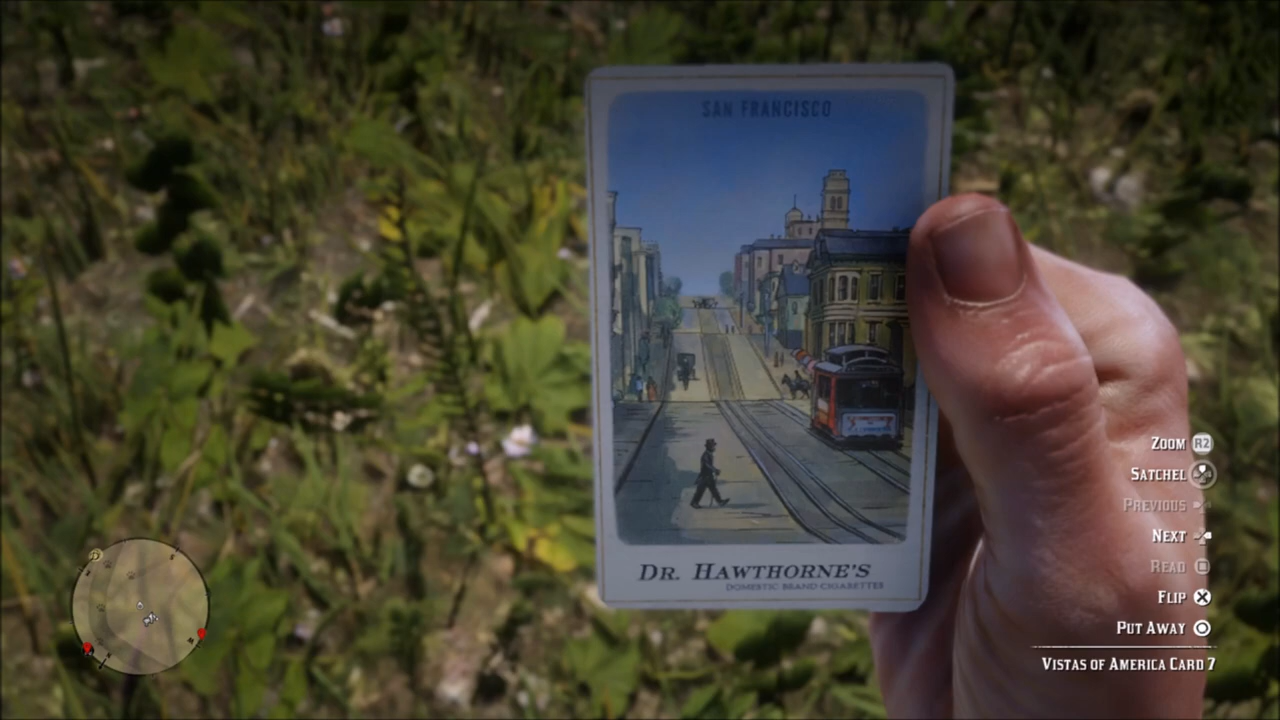 SAN FRANCISCO
DR. HAWTHORNE'S
DOMESTIC BRAND CIGARETTES
ZOOM R2
SATCHEL
PREVIOUS
NEXT
READ
FLIP
PUT AWAY
VISTAS OF AMERICA CARD 7